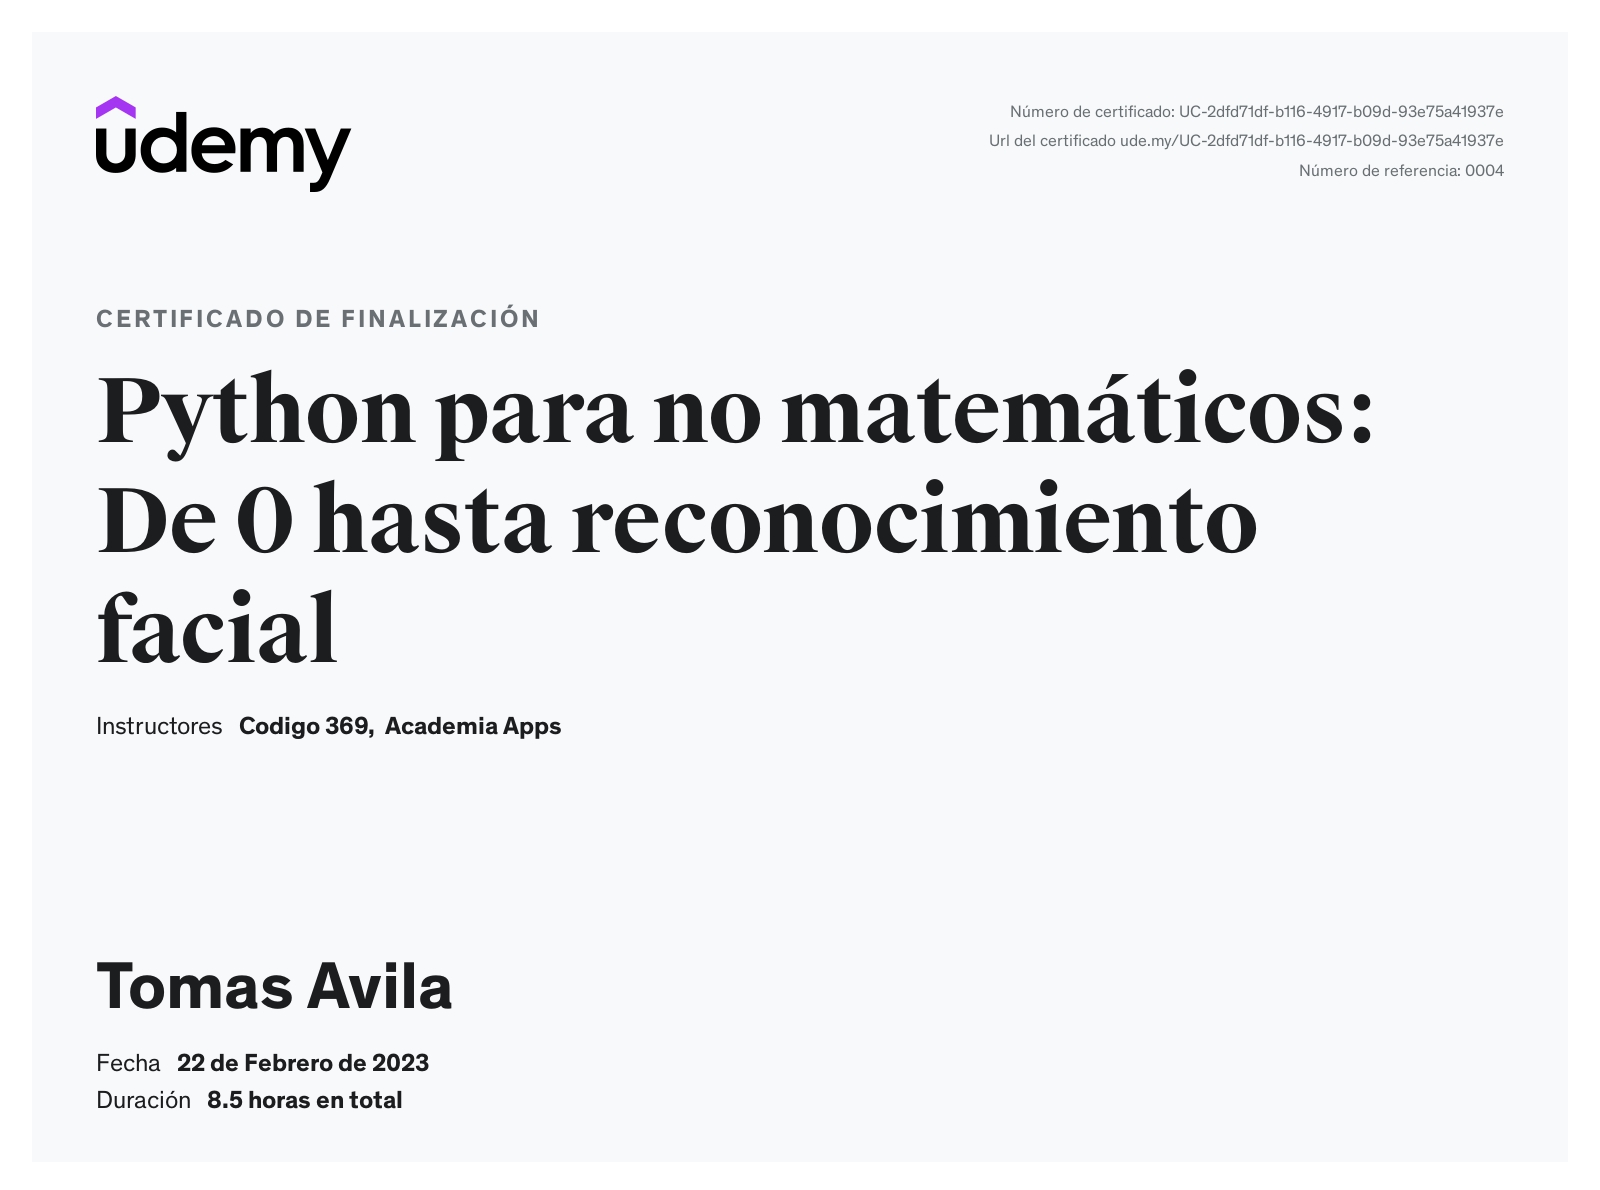 udemy
Número de certificado: UC-2dfd71df-b116-4917-b09d-93e75a41937e
Url del certificado ude.my/UC-2dfd71df-b116-4917-b09d-93e75a41937e
Número de referencia: 0004
CERTIFICADO DE FINALIZACIÓN
Python para no matemáticos:
De 0 hasta reconocimiento
facial
Instructores Codigo 369, Academia Apps
Tomas Avila
Fecha 22 de Febrero de 2023
Duración 8.5 horas en total